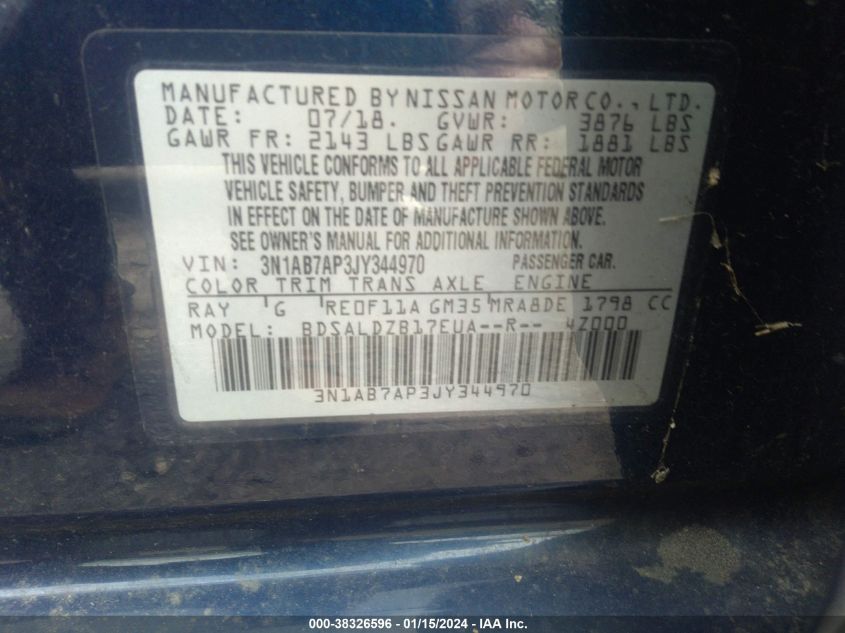 MANUFACTURED BY NISSAN MOTOR CO., LTD.
DATE: 07/18. GVWR: 3876 LBS
GAWR FR: 2143 LBS GAWR RR: 1881 LBS
THIS VEHICLE CONFORMS TO ALL APPLICABLE FEDERAL MOTOR
VEHICLE SAFETY, BUMPER AND THEFT PREVENTION STANDARDS
IN EFFECT ON THE DATE OF MANUFACTURE SHOWN ABOVE.
SEE OWNER'S MANUAL FOR ADDITIONAL INFORMATION.
VIN: 3N1AB7AP3JY344970 PASSENGER CAR.
COLOR TRIM TRANS AXLE ENGINE
RAY G RE0F11A GM35 MRA8DE 1798 CC
MODEL: BDSALDZB17EUA--R-- 4Z000
3N1AB7AP3JY344970
000-38326596 - 01/15/2024 - IAA Inc.